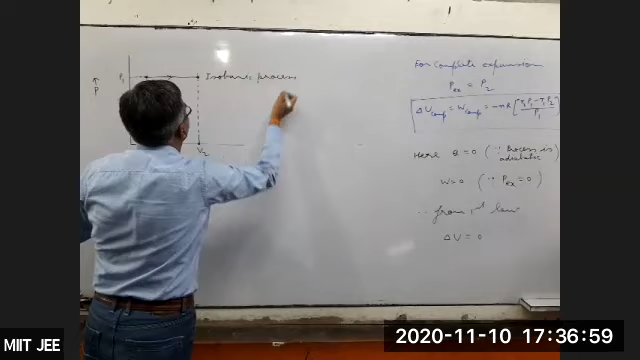 P₁
Isobaric process
↑
P
V₂
For complete expansion
Pex = P₂
Here Q = 0 (∵ Process is adiabatic
W = 0 (∵ Pex = 0)
∴ from 1st law
ΔU = 0
MIIT JEE
2020-11-10 17:36:59